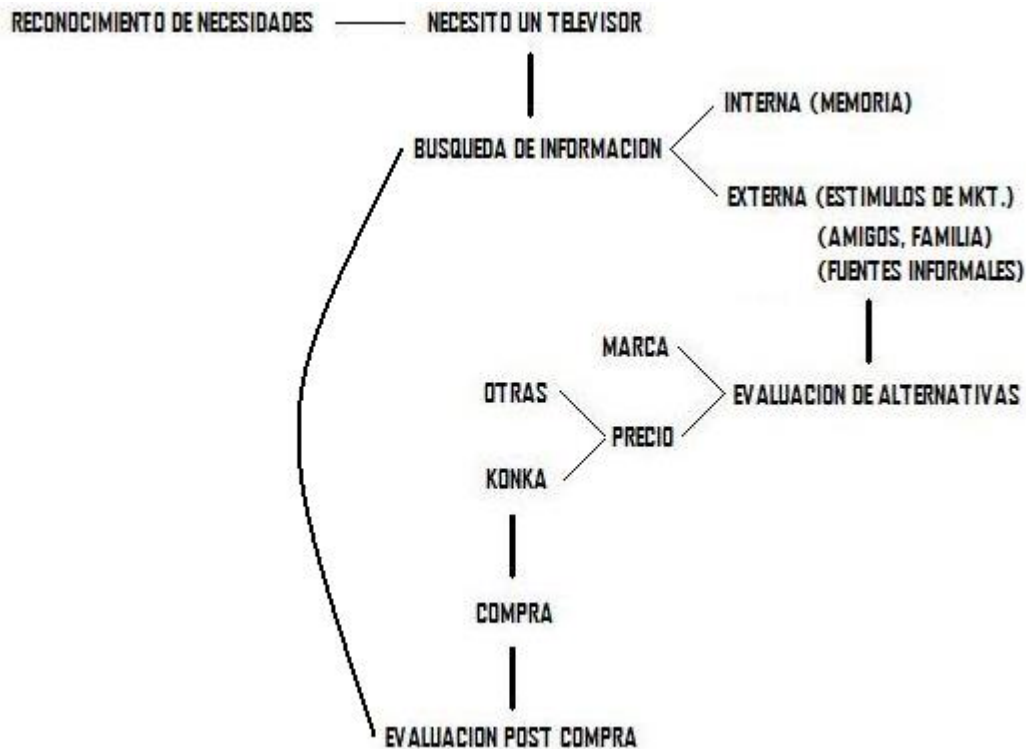 RECONOCIMIENTO DE NECESIDADES
NECESITO UN TELEVISOR
BUSQUEDA DE INFORMACION
INTERNA (MEMORIA)
EXTERNA (ESTIMULOS DE MKT.)
(AMIGOS, FAMILIA)
(FUENTES INFORMALES)
EVALUACION DE ALTERNATIVAS
MARCA
PRECIO
OTRAS
KONKA
COMPRA
EVALUACION POST COMPRA